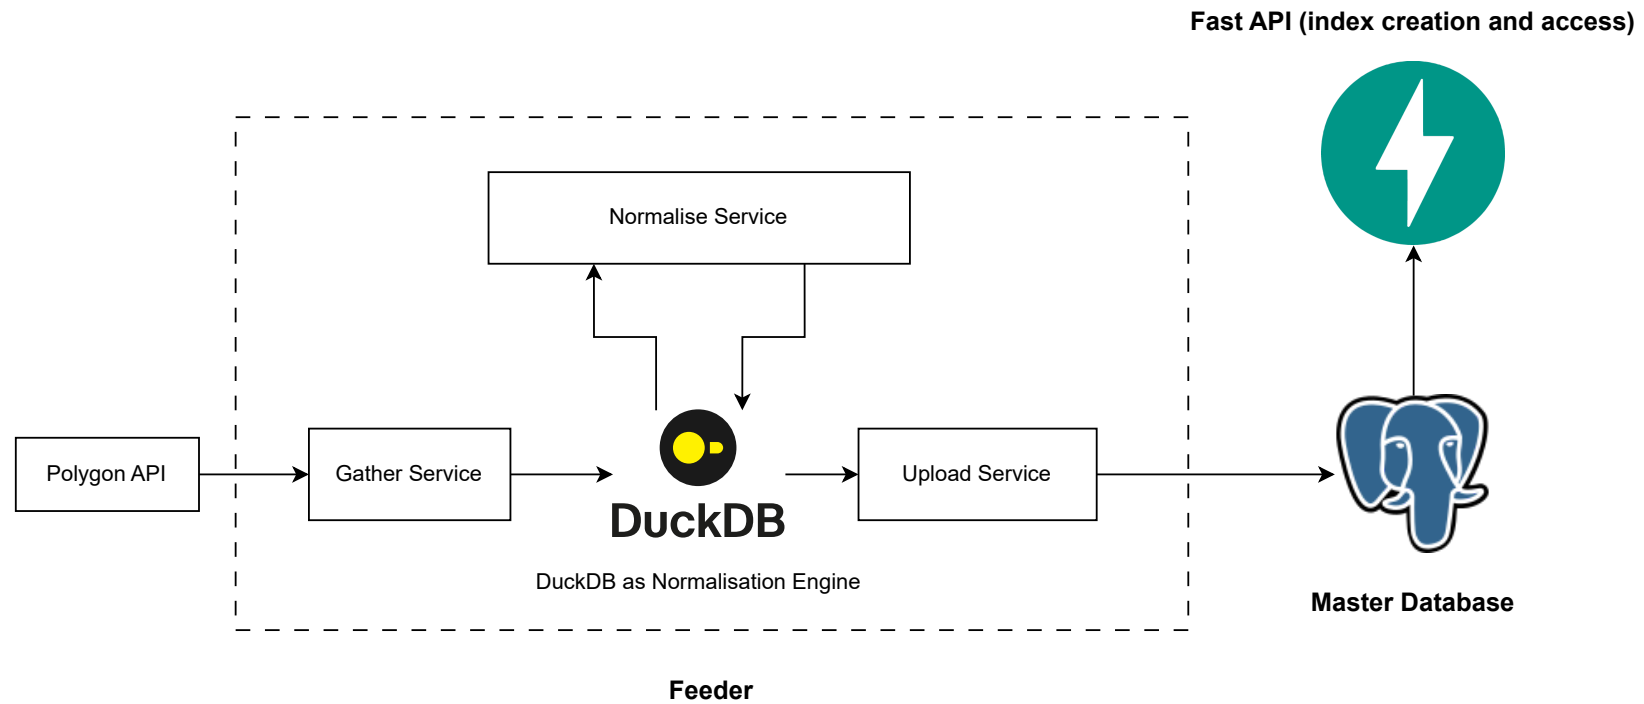 Fast API (index creation and access)
Normalise Service
Polygon API
Gather Service
DuckDB
Upload Service
DuckDB as Normalisation Engine
Master Database
Feeder